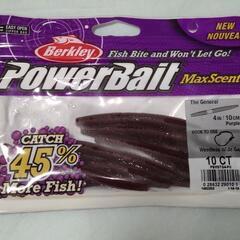 EASY OPEN
NEW
NOUVEAU
Berkley
Fish Bite and Won't Let Go!
PowerBait
MaxScent
The General
4 in / 10 cm
Purple
CATCH
45%
More Fish!
10 CT